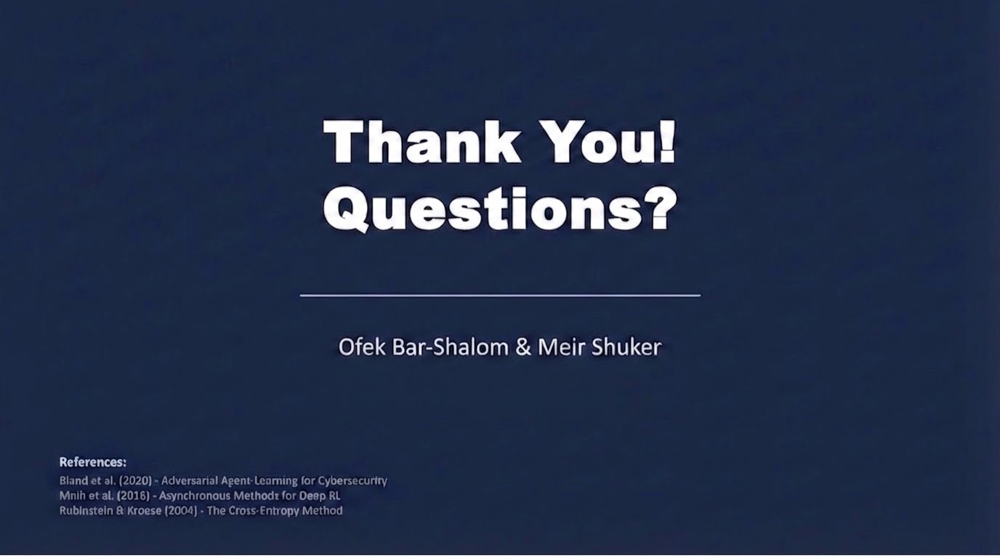 Thank You!
Questions?
Ofek Bar-Shalom & Meir Shuker
References:
Bland et al. (2020) - Adversarial Agent-Learning for Cybersecurity
Mnih et al. (2016) - Asynchronous Methods for Deep RL
Rubinstein & Kroese (2004) - The Cross-Entropy Method